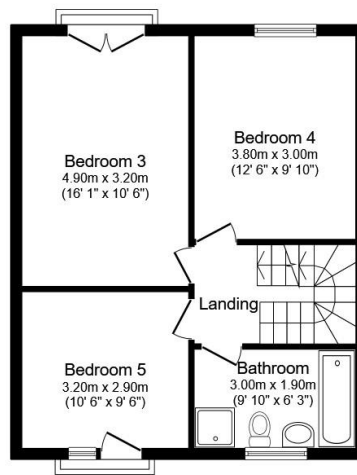 Bedroom 3
4.90m x 3.20m
(16' 1" x 10' 6")
Bedroom 4
3.80m x 3.00m
(12' 6" x 9' 10")
Landing
Bedroom 5
3.20m x 2.90m
(10' 6" x 9' 6")
Bathroom
3.00m x 1.90m
(9' 10" x 6' 3")